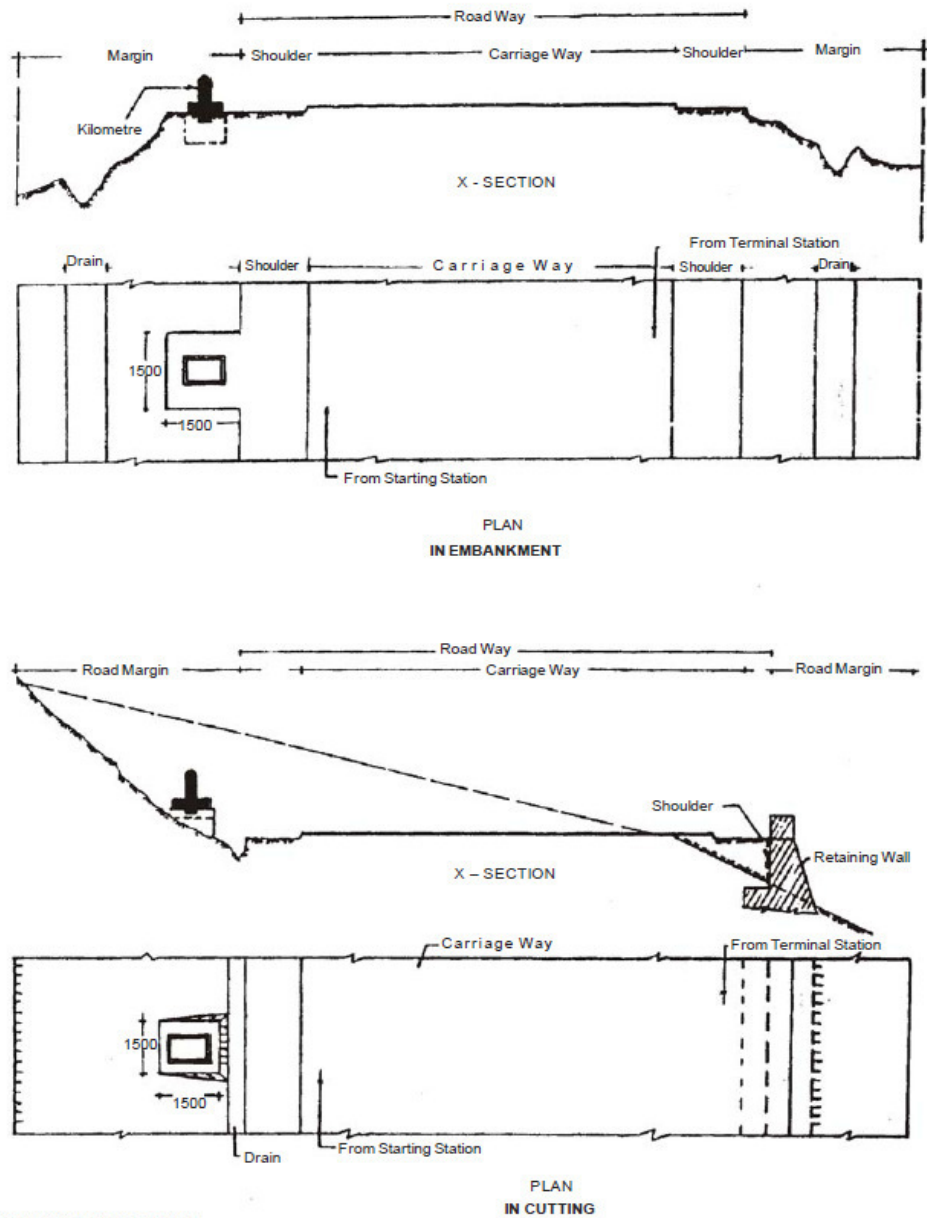 Road Way
Margin Shoulder Carriage Way Shoulder Margin
Kilometre
X - SECTION
From Terminal Station
Drain Shoulder Carriage Way Shoulder Drain
1500
1500
From Starting Station
PLAN
IN EMBANKMENT
Road Way
Road Margin Carriage Way Road Margin
Shoulder
Retaining Wall
X – SECTION
Carriage Way From Terminal Station
1500
1500
From Starting Station
Drain
PLAN
IN CUTTING